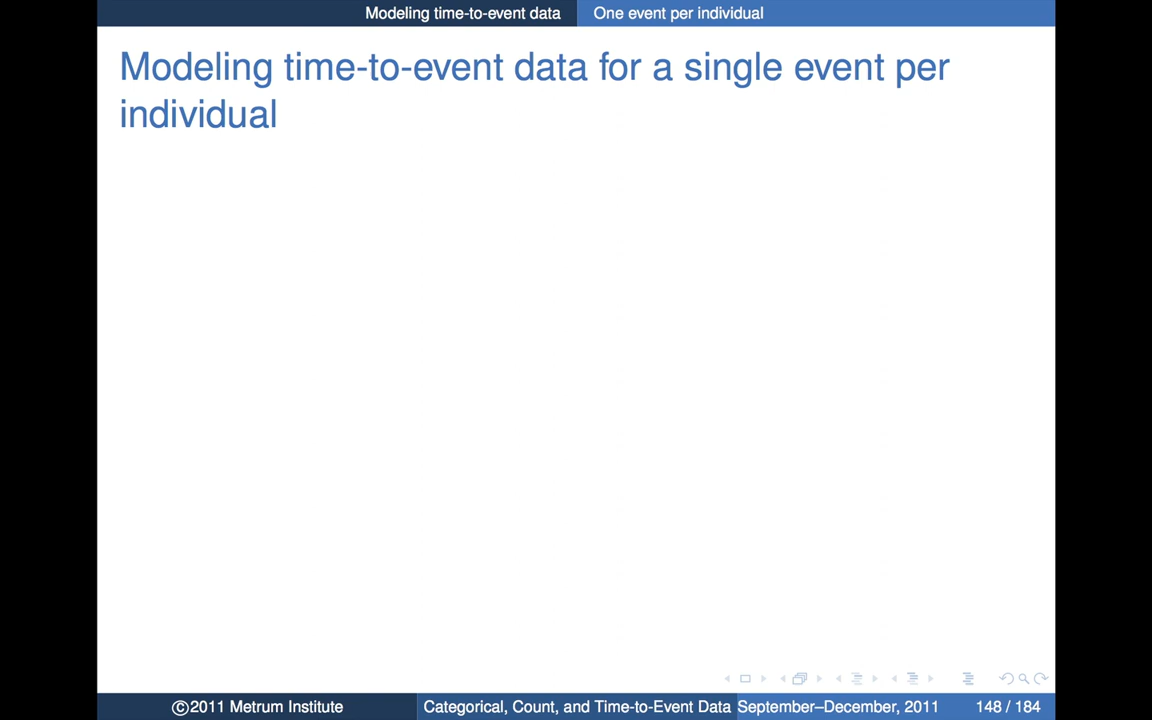 Modeling time-to-event data One event per individual
Modeling time-to-event data for a single event per
individual
©2011 Metrum Institute Categorical, Count, and Time-to-Event Data September–December, 2011 148 / 184